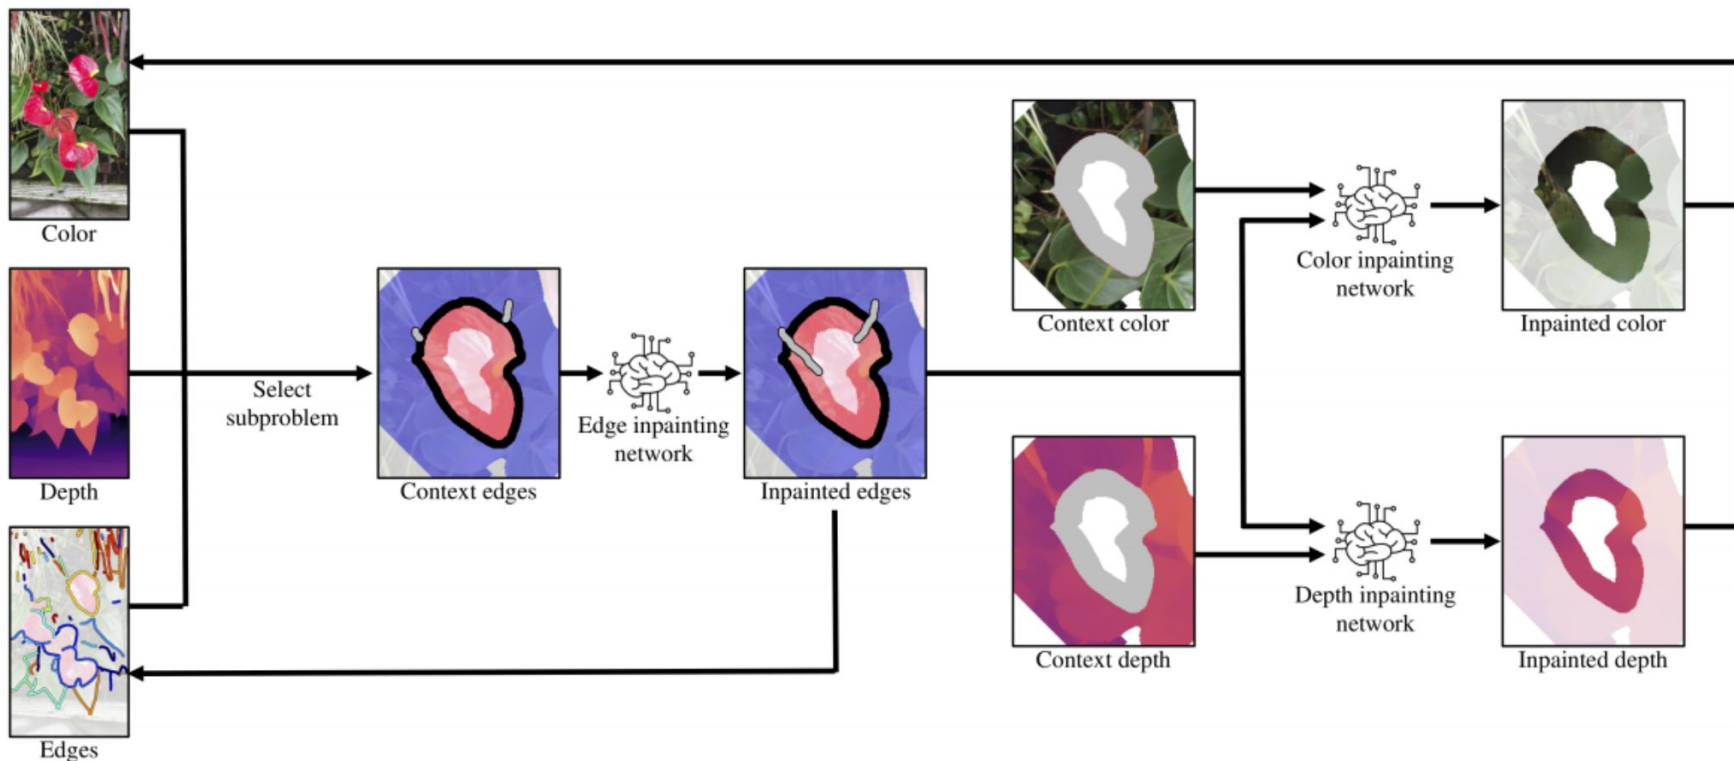 Color
Depth
Edges
Select
subproblem
Context edges
Edge inpainting
network
Inpainted edges
Context color
Color inpainting
network
Inpainted color
Context depth
Depth inpainting
network
Inpainted depth